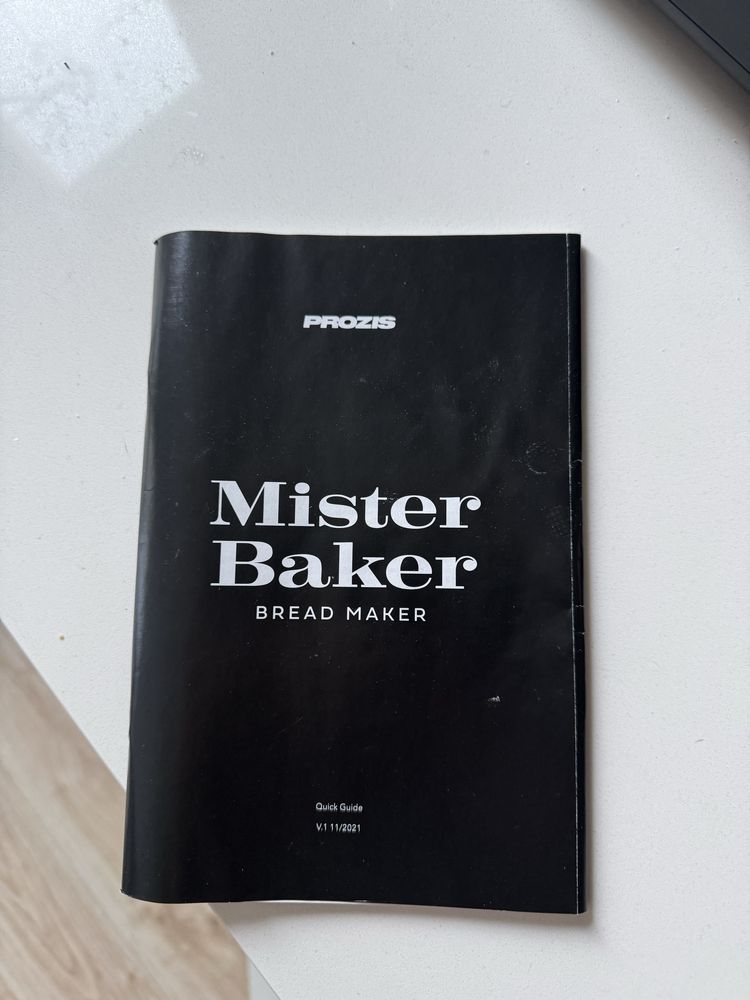 PROZIS
Mister
Baker
BREAD MAKER
Quick Guide
V.1 11/2021